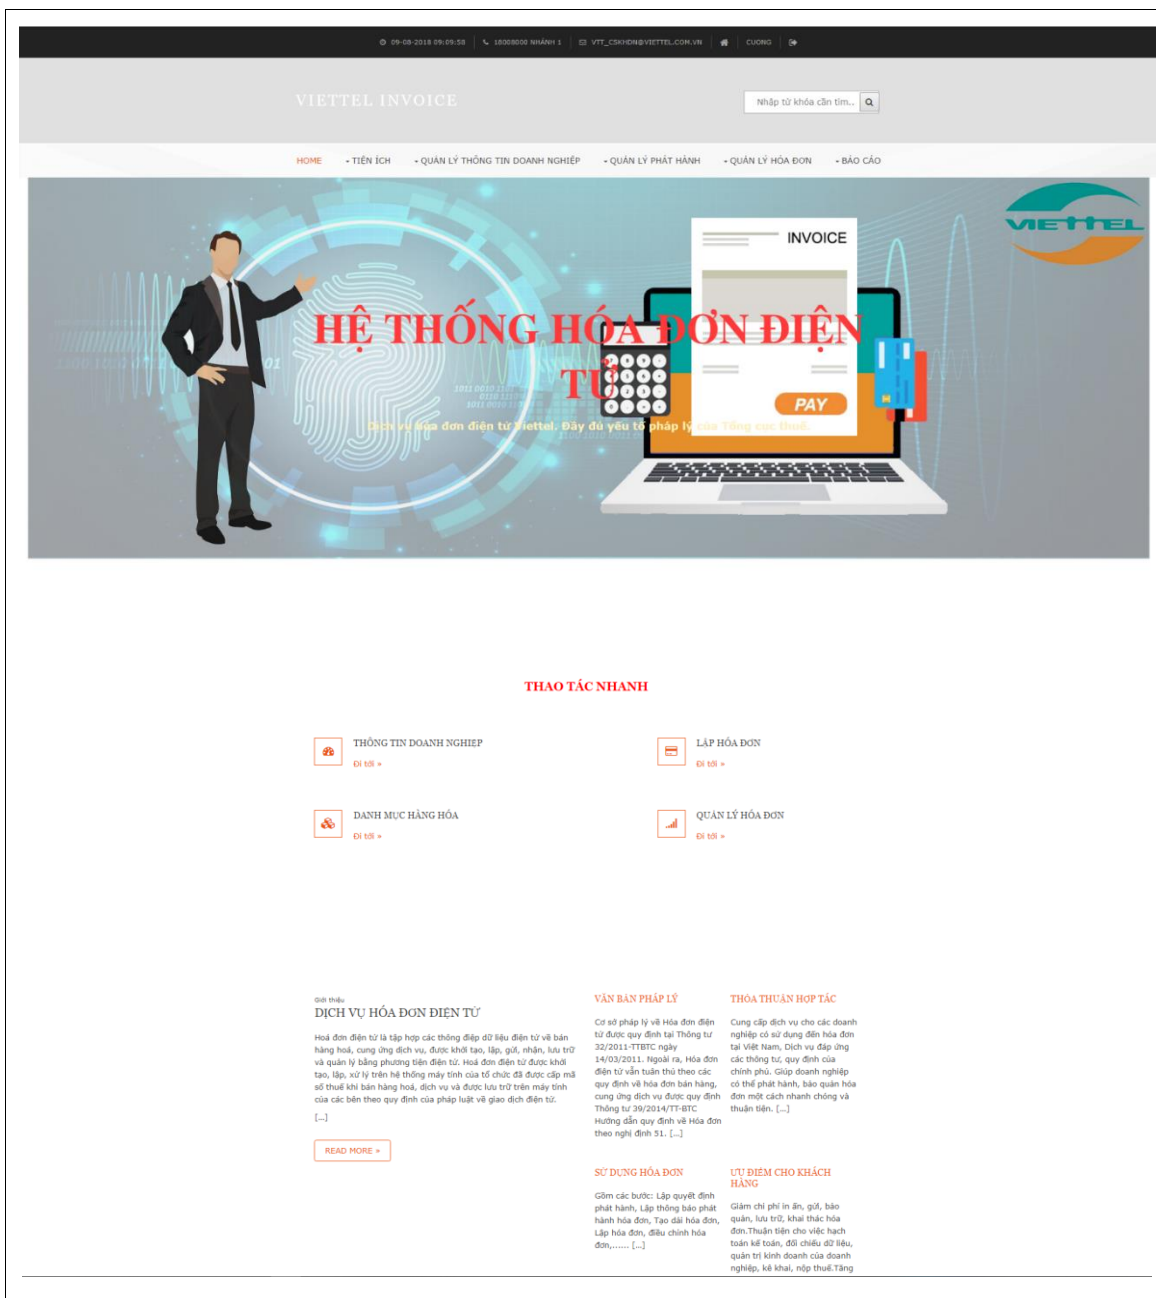 09-08-2018 09:09:58
18008000 NHÁNH 1
VTT_CSKHDN@VIETTEL.COM.VN
CUONG
VIETTEL INVOICE
Nhập từ khóa cần tìm..
HOME
TIỆN ÍCH
QUẢN LÝ THÔNG TIN DOANH NGHIỆP
QUẢN LÝ PHÁT HÀNH
QUẢN LÝ HÓA ĐƠN
BÁO CÁO
VIETTEL
INVOICE
HỆ THỐNG HÓA ĐƠN ĐIỆN
TỬ
PAY
Dịch vụ hóa đơn điện tử Viettel. Đầy đủ yếu tố pháp lý của Tổng cục thuế.
THAO TÁC NHANH
THÔNG TIN DOANH NGHIỆP
Đi tới »
LẬP HÓA ĐƠN
Đi tới »
DANH MỤC HÀNG HÓA
Đi tới »
QUẢN LÝ HÓA ĐƠN
Đi tới »
Giới thiệu
DỊCH VỤ HÓA ĐƠN ĐIỆN TỬ
Hoá đơn điện tử là tập hợp các thông điệp dữ liệu điện tử về bán
hàng hoá, cung ứng dịch vụ, được khởi tạo, lập, gửi, nhận, lưu trữ
và quản lý bằng phương tiện điện tử. Hoá đơn điện tử được khởi
tạo, lập, xử lý trên hệ thống máy tính của tổ chức đã được cấp mã
số thuế khi bán hàng hoá, dịch vụ và được lưu trữ trên máy tính
của các bên theo quy định của pháp luật về giao dịch điện tử.
[...]
READ MORE »
VĂN BẢN PHÁP LÝ
Cơ sở pháp lý về Hóa đơn điện
tử được quy định tại Thông tư
32/2011-TTBTC ngày
14/03/2011. Ngoài ra, Hóa đơn
điện tử vẫn tuân thủ theo các
quy định về hóa đơn bán hàng,
cung ứng dịch vụ được quy định
Thông tư 39/2014/TT-BTC
Hướng dẫn quy định về Hóa đơn
theo nghị định 51. [...]
THỎA THUẬN HỢP TÁC
Cung cấp dịch vụ cho các doanh
nghiệp có sử dụng đến hóa đơn
tại Việt Nam, Dịch vụ đáp ứng
các thông tư, quy định của
chính phủ. Giúp doanh nghiệp
có thể phát hành, bảo quản hóa
đơn một cách nhanh chóng và
thuận tiện. [...]
SỬ DỤNG HÓA ĐƠN
Gồm các bước: Lập quyết định
phát hành, Lập thông báo phát
hành hóa đơn, Tạo dải hóa đơn,
Lập hóa đơn, điều chỉnh hóa
đơn,...... [...]
ƯU ĐIỂM CHO KHÁCH
HÀNG
Giảm chi phí in ấn, gửi, bảo
quản, lưu trữ, khai thác hóa
đơn.Thuận tiện cho việc hạch
toán kế toán, đối chiếu dữ liệu,
quản trị kinh doanh của doanh
nghiệp, kê khai, nộp thuế.Tăng